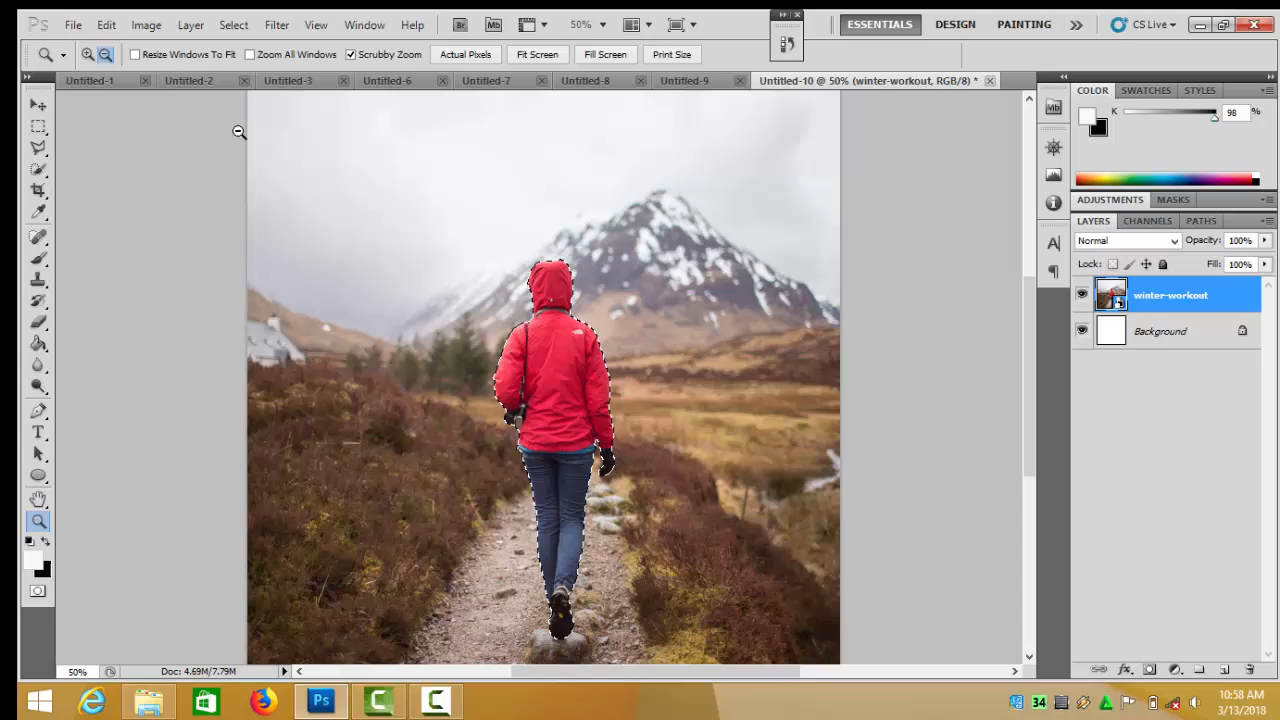 Ps File Edit Image Layer Select Filter View Window Help Br Mb 50% ESSENTIALS DESIGN PAINTING CS Live
Resize Windows To Fit Zoom All Windows Scrubby Zoom Actual Pixels Fit Screen Fill Screen Print Size
Untitled-1 Untitled-2 Untitled-3 Untitled-6 Untitled-7 Untitled-8 Untitled-9 Untitled-10 @ 50% (winter-workout, RGB/8) *
COLOR SWATCHES STYLES
Mb
K 98 %
ADJUSTMENTS MASKS
LAYERS CHANNELS PATHS
Normal Opacity: 100%
Lock: Fill: 100%
winter-workout
Background
50% Doc: 4.69M/7.79M
Ps
34
10:58 AM
3/13/2018